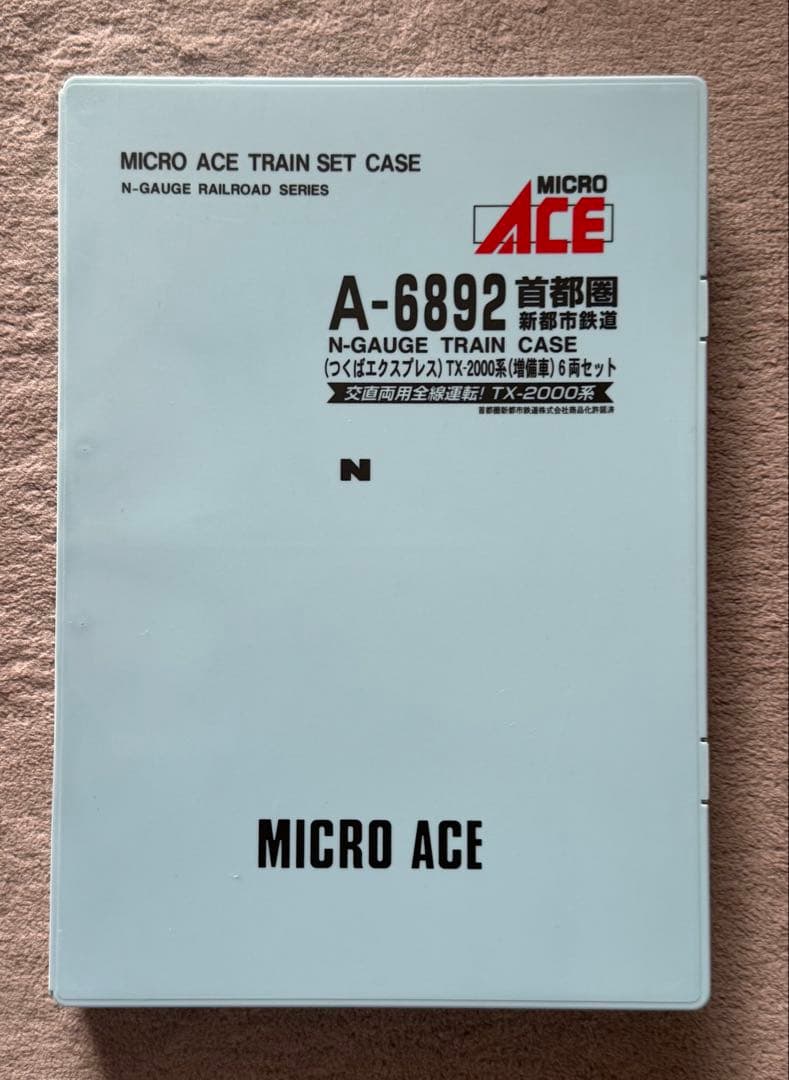 MICRO ACE TRAIN SET CASE
N-GAUGE RAILROAD SERIES
MICRO
ACE
A-6892 首都圏
新都市鉄道
N-GAUGE TRAIN CASE
(つくばエクスプレス)TX-2000系(増備車)6両セット
交直両用全線運転! TX-2000系
首都圏新都市鉄道株式会社商品化許諾済
N
MICRO ACE